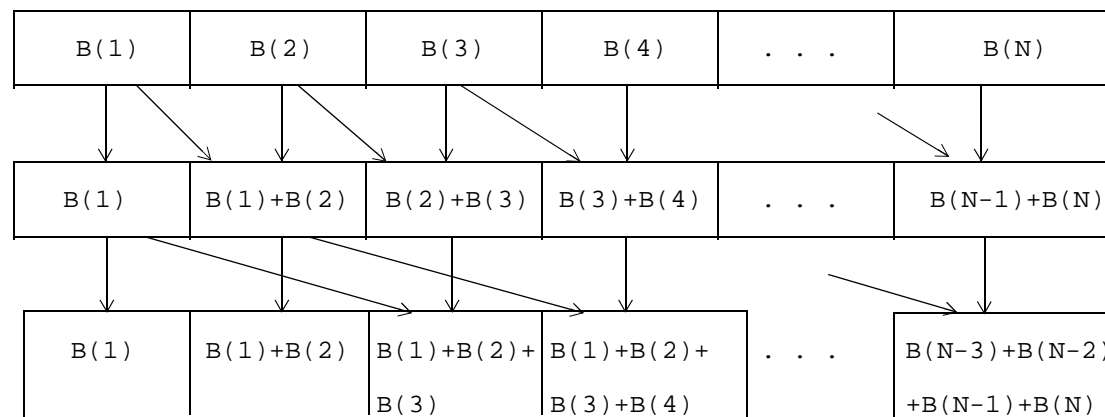 B(1) B(2) B(3) B(4) . . . B(N)
B(1) B(1)+B(2) B(2)+B(3) B(3)+B(4) . . . B(N-1)+B(N)
B(1) B(1)+B(2) B(1)+B(2)+ B(1)+B(2)+ . . . B(N-3)+B(N-2)
B(3) B(3)+B(4) +B(N-1)+B(N)